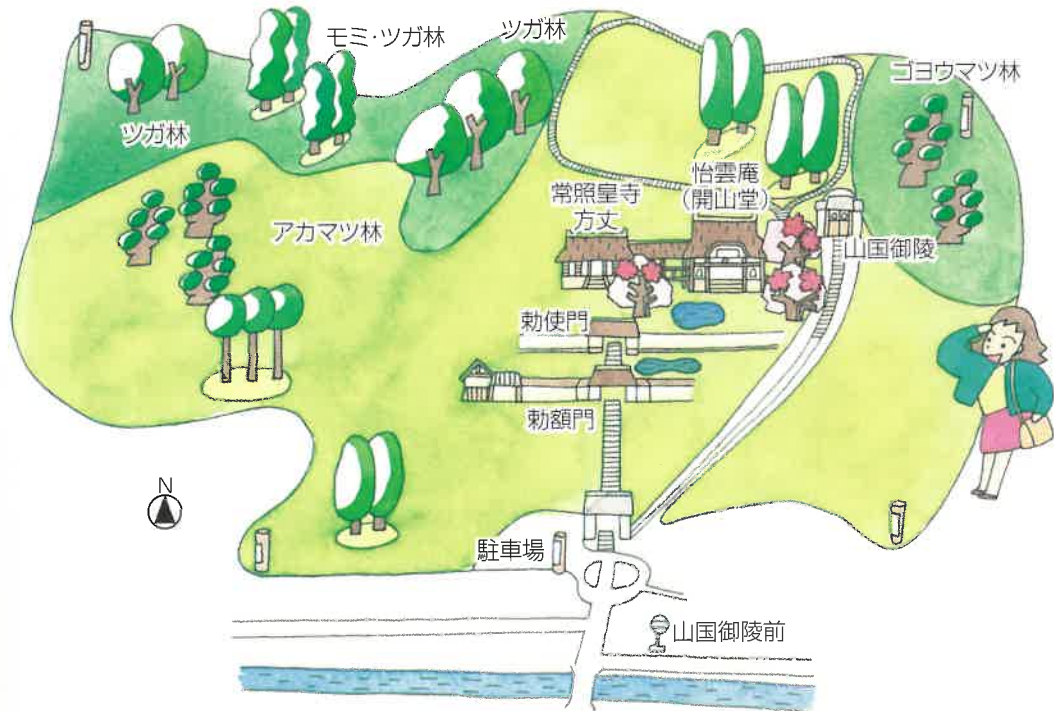 モミ・ツガ林
ツガ林
ゴヨウマツ林
ツガ林
常照皇寺
方丈
怡雲庵
(開山堂)
アカマツ林
山国御陵
勅使門
勅額門
N
駐車場
山国御陵前